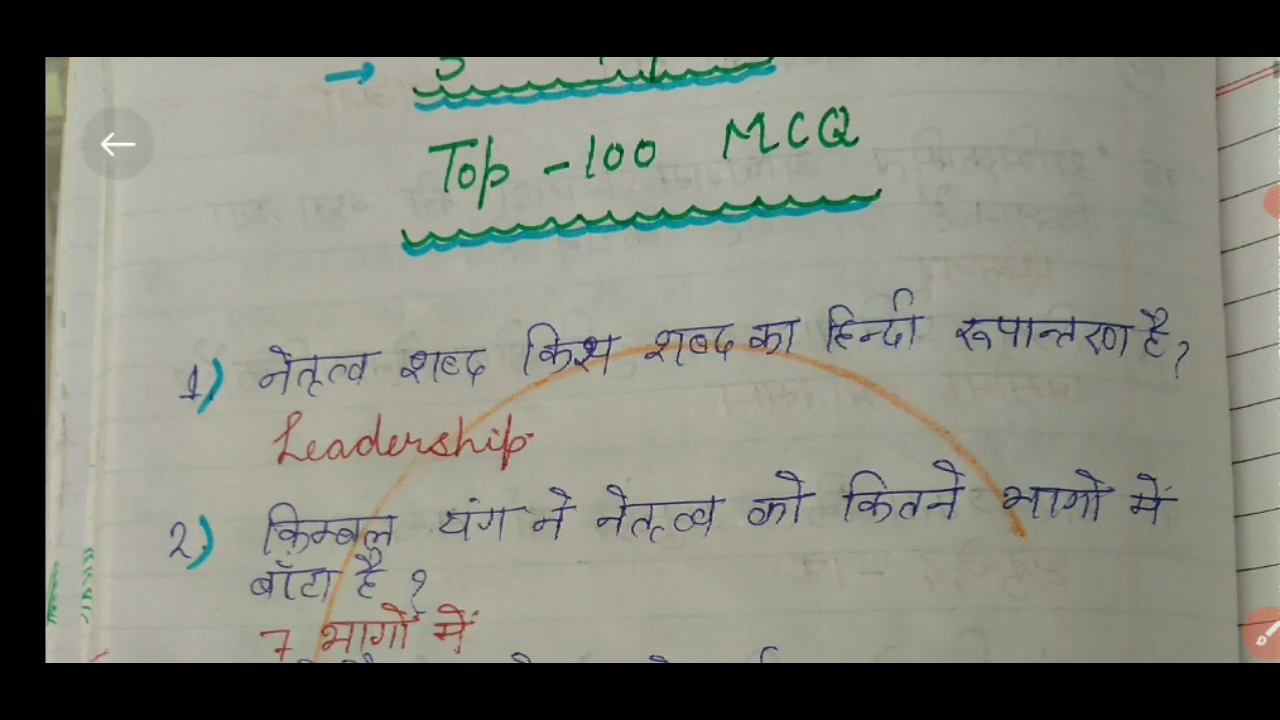 Top - 100 MCQ
1) नेतृत्व शब्द किस शब्द का हिन्दी रूपान्तरण है?
Leadership
2) किम्बल यंग ने नेतृत्व को कितने भागों में
बाँटा है ?
7 भागों में